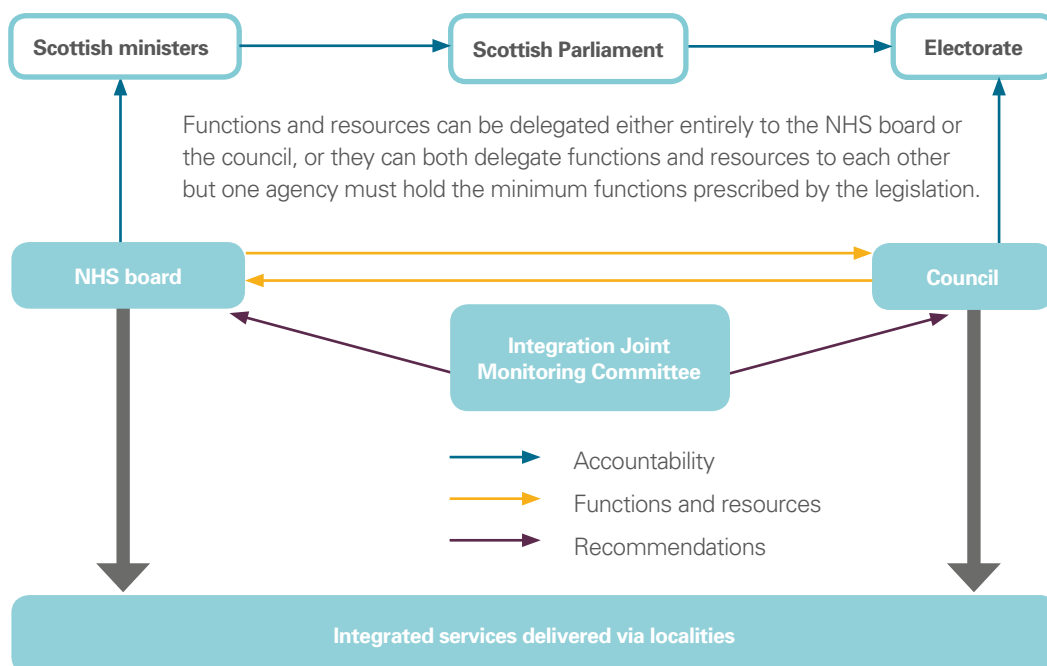 Scottish ministers
Scottish Parliament
Electorate
Functions and resources can be delegated either entirely to the NHS board or
the council, or they can both delegate functions and resources to each other
but one agency must hold the minimum functions prescribed by the legislation.
NHS board
Council
Integration Joint
Monitoring Committee
Accountability
Functions and resources
Recommendations
Integrated services delivered via localities